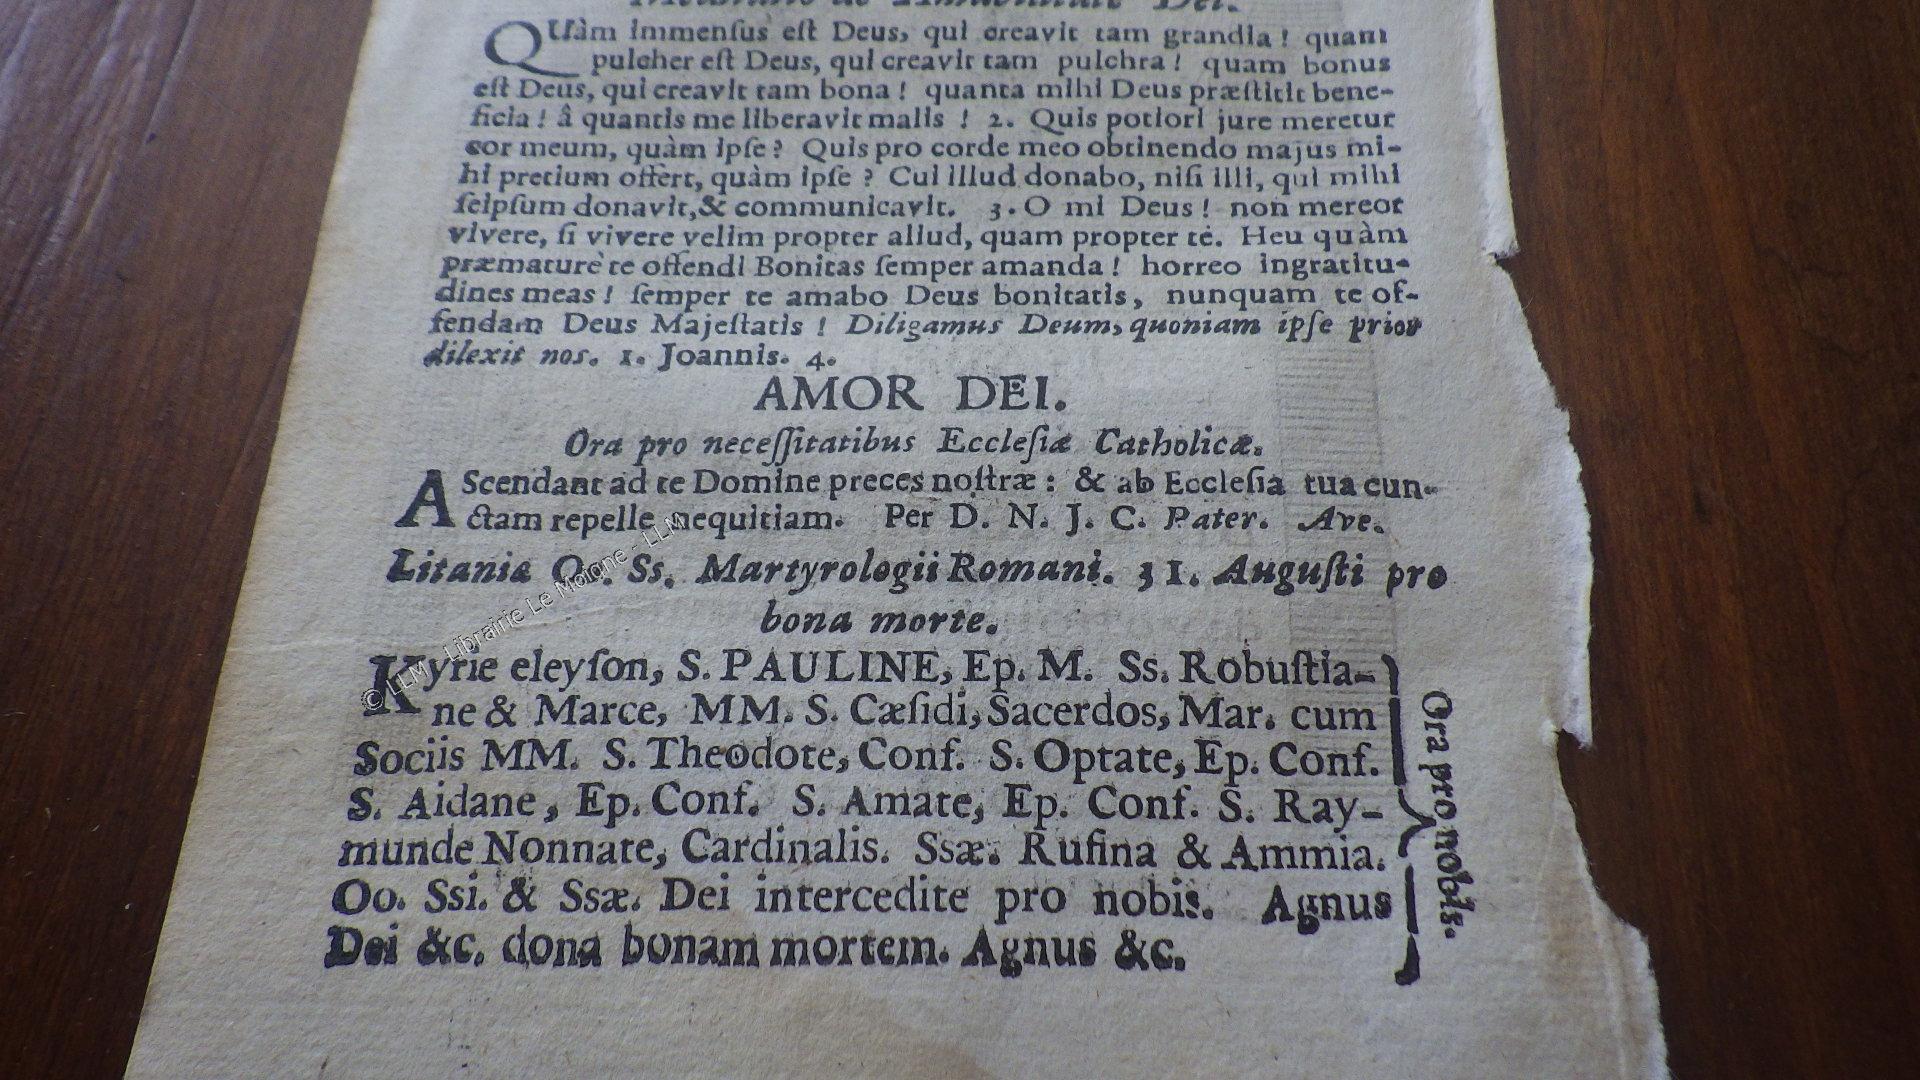 Meditatio de Immensitate Dei.
QUàm immenſus eſt Deus, qui creavit tam grandia! quam
pulcher eſt Deus, qui creavit tam pulchra! quam bonus
eſt Deus, qui creavit tam bona! quanta mihi Deus præſtitit bene-
ficia! â quantis me liberavit malis! 2. Quis potiori jure meretur
cor meum, quàm ipſe? Quis pro corde meo obtinendo majus mi-
hi pretium offert, quàm ipſe? Cui illud donabo, niſi illi, qui mihi
ſeipſum donavit, & communicavit. 3. O mi Deus! non mereor
vivere, ſi vivere velim propter aliud, quam propter te. Heu quàm
præmaturè te offendi Bonitas ſemper amanda! horreo ingratitu-
dines meas! ſemper te amabo Deus bonitatis, nunquam te of-
fendam Deus Majeſtatis! Diligamus Deum, quoniam ipſe prior
dilexit nos. 1. Joannis. 4.
AMOR DEI.
Ora pro neceſſitatibus Eccleſiæ Catholicæ.
AScendant ad te Domine preces noſtræ: & ab Eccleſia tua cun-
ctam repelle nequitiam. Per D. N. J. C. Pater. Ave.
Litaniæ Oo. Ss. Martyrologii Romani. 31. Auguſti pro
bona morte.
Kyrie eleyſon, S. PAULINE, Ep. M. Ss. Robuſtia-
ne & Marce, MM. S. Cæſidi, Sacerdos, Mar. cum
Sociis MM. S. Theodote, Conf. S. Optate, Ep. Conf.
S. Aidane, Ep. Conf. S. Amate, Ep. Conf. S. Ray-
munde Nonnate, Cardinalis. Ssæ. Rufina & Ammia.
Oo. Ssi. & Ssæ. Dei intercedite pro nobis. Agnus
Dei &c. dona bonam mortem. Agnus &c.
Ora pro nobis.
© LLM - Librairie Le Moione - LLM